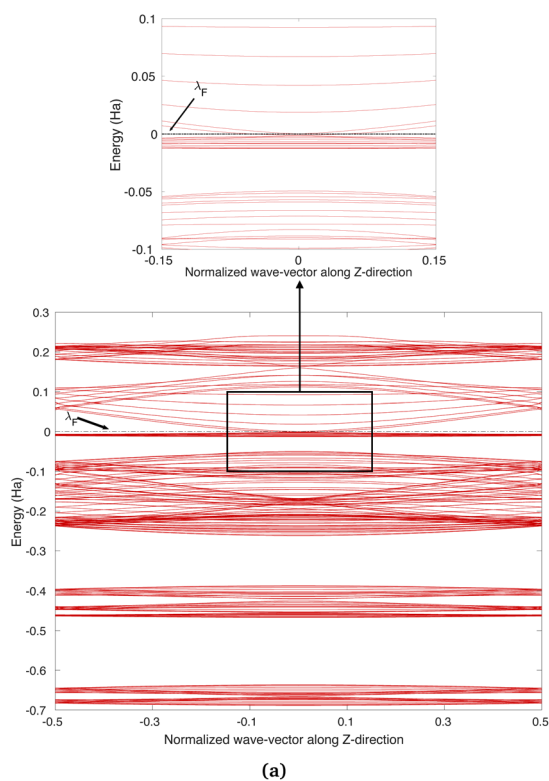 0.1
λF
0.05
0
-0.05
-0.1
Energy (Ha)
-0.15 0 0.15
Normalized wave-vector along Z-direction
0.3
0.2
0.1
λF
0
-0.1
-0.2
-0.3
-0.4
-0.5
-0.6
-0.7
Energy (Ha)
-0.5 -0.3 -0.1 0.1 0.3 0.5
Normalized wave-vector along Z-direction
(a)